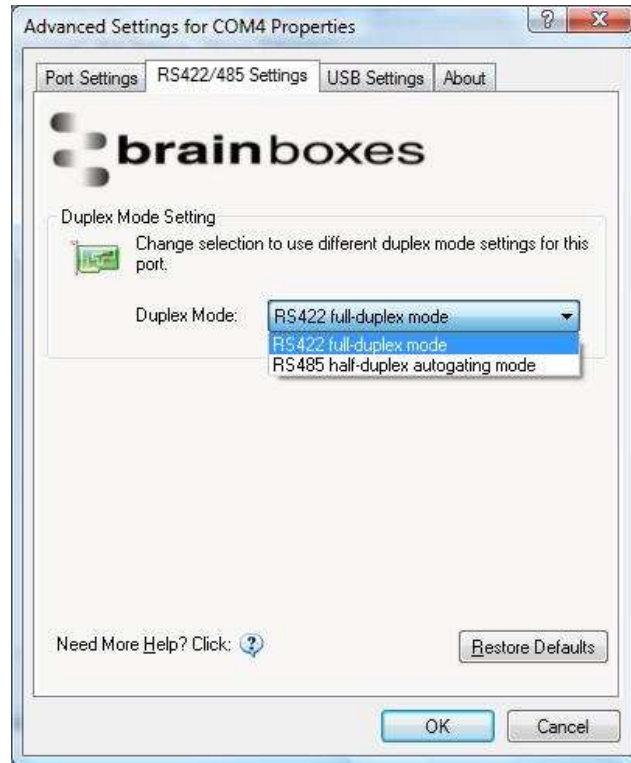 Advanced Settings for COM4 Properties
Port Settings
RS422/485 Settings
USB Settings
About
brainboxes
Duplex Mode Setting
Change selection to use different duplex mode settings for this
port.
Duplex Mode:
RS422 full-duplex mode
RS422 full-duplex mode
RS485 half-duplex autogating mode
Need More Help? Click:
Restore Defaults
OK
Cancel